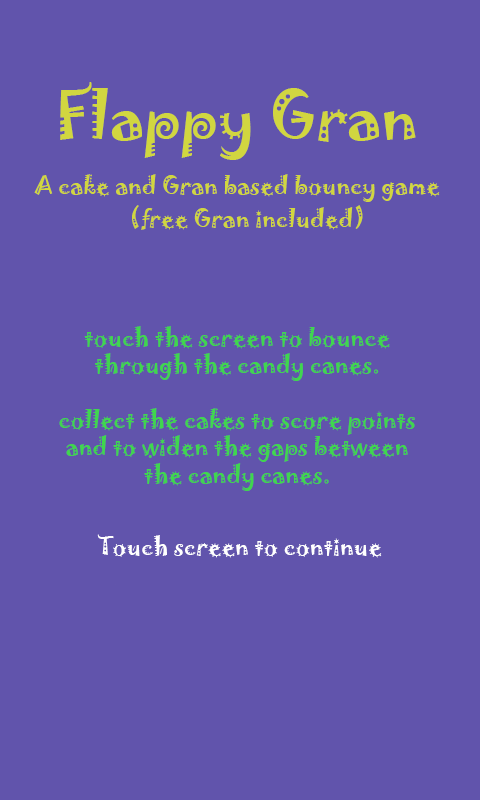 Flappy Gran
A cake and Gran based bouncy game
(free Gran included)
touch the screen to bounce
through the candy canes.
collect the cakes to score points
and to widen the gaps between
the candy canes.
Touch screen to continue